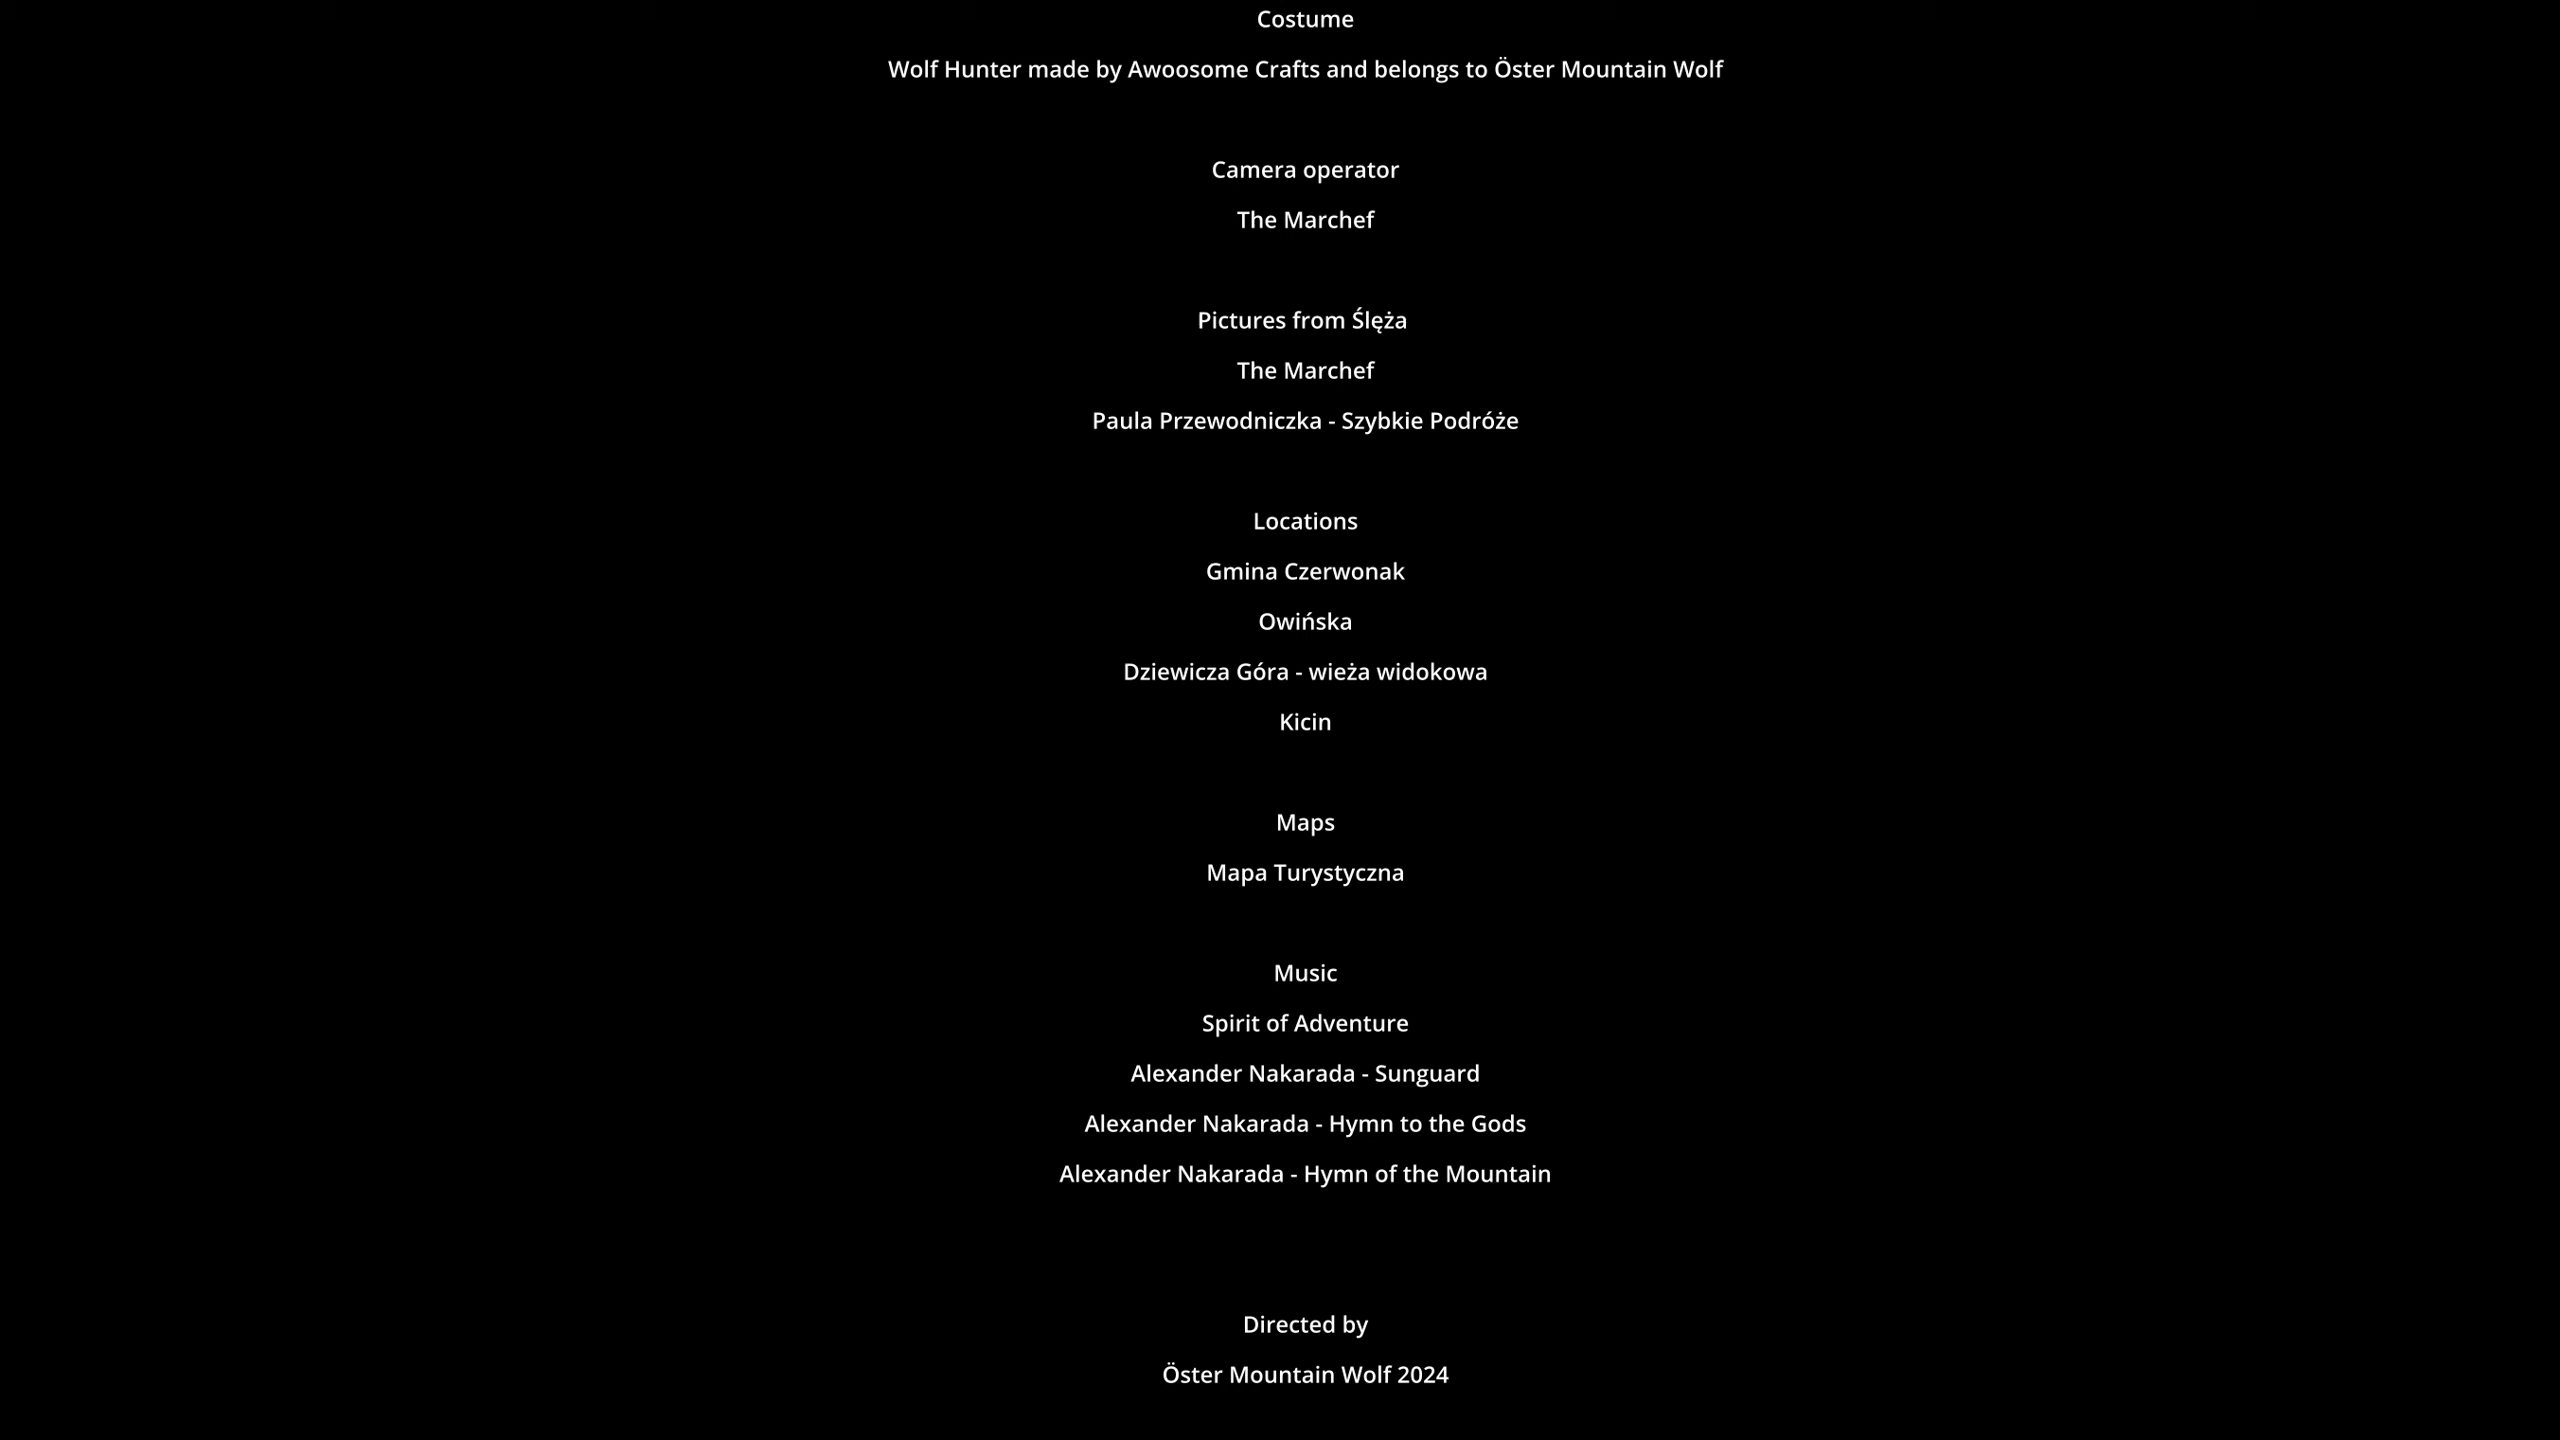 Costume
Wolf Hunter made by Awoosome Crafts and belongs to Öster Mountain Wolf
Camera operator
The Marchef
Pictures from Ślęża
The Marchef
Paula Przewodniczka - Szybkie Podróże
Locations
Gmina Czerwonak
Owińska
Dziewicza Góra - wieża widokowa
Kicin
Maps
Mapa Turystyczna
Music
Spirit of Adventure
Alexander Nakarada - Sunguard
Alexander Nakarada - Hymn to the Gods
Alexander Nakarada - Hymn of the Mountain
Directed by
Öster Mountain Wolf 2024